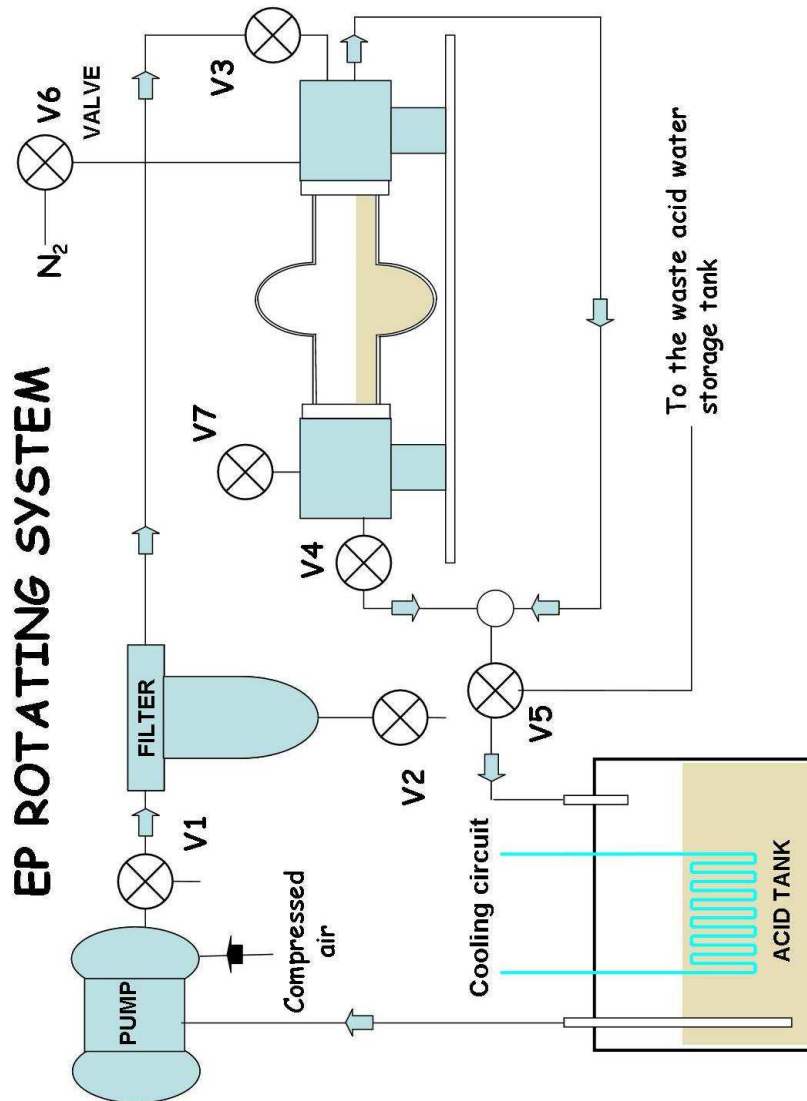 EP ROTATING SYSTEM
N₂
V6
VALVE
V3
V7
V4
FILTER
V1
V2
PUMP
Compressed
air
V5
To the waste acid water
storage tank
Cooling circuit
ACID TANK